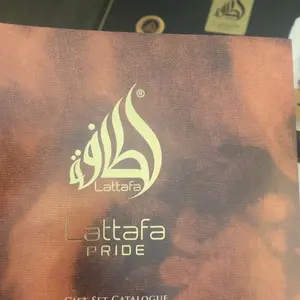 لطافة
®
Lattafa
Lattafa
PRIDE
GIFT SET CATALOGUE